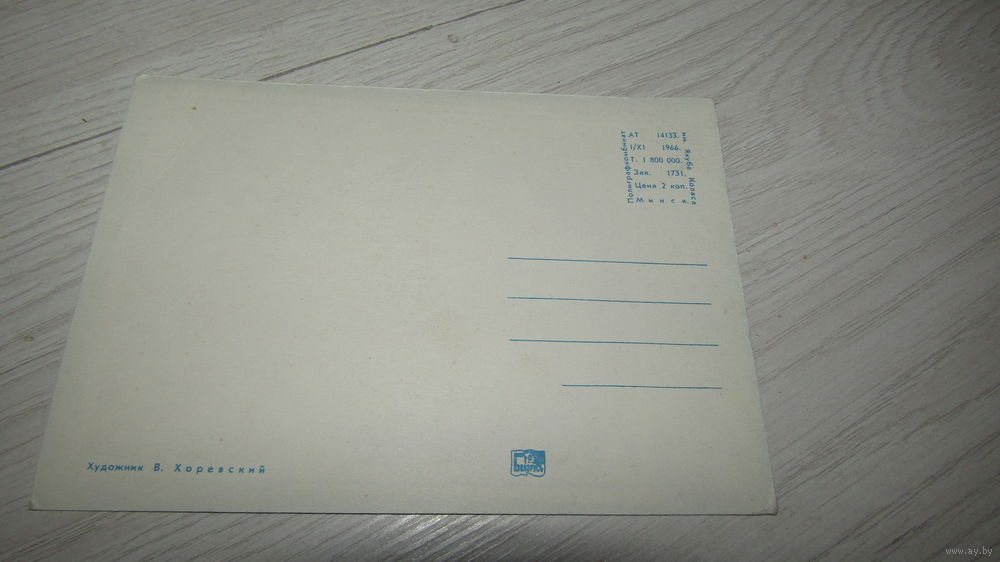 Полиграфкомбинат
АТ 14133.
1/XI 1966.
Т. 1 800 000.
Зак. 1731.
Цена 2 коп.
Минск.
им. Якуба Коласа
Художник В. Хоревский
БЕЛАРУСЬ
www.ay.by